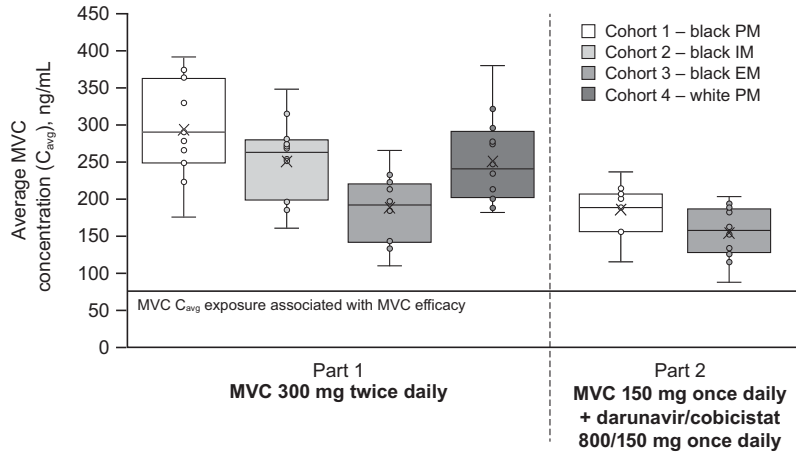 Average MVC
concentration (Cavg), ng/mL
450
400
350
300
250
200
150
100
50
0
Cohort 1 – black PM
Cohort 2 – black IM
Cohort 3 – black EM
Cohort 4 – white PM
MVC Cavg exposure associated with MVC efficacy
Part 1
MVC 300 mg twice daily
Part 2
MVC 150 mg once daily
+ darunavir/cobicistat
800/150 mg once daily